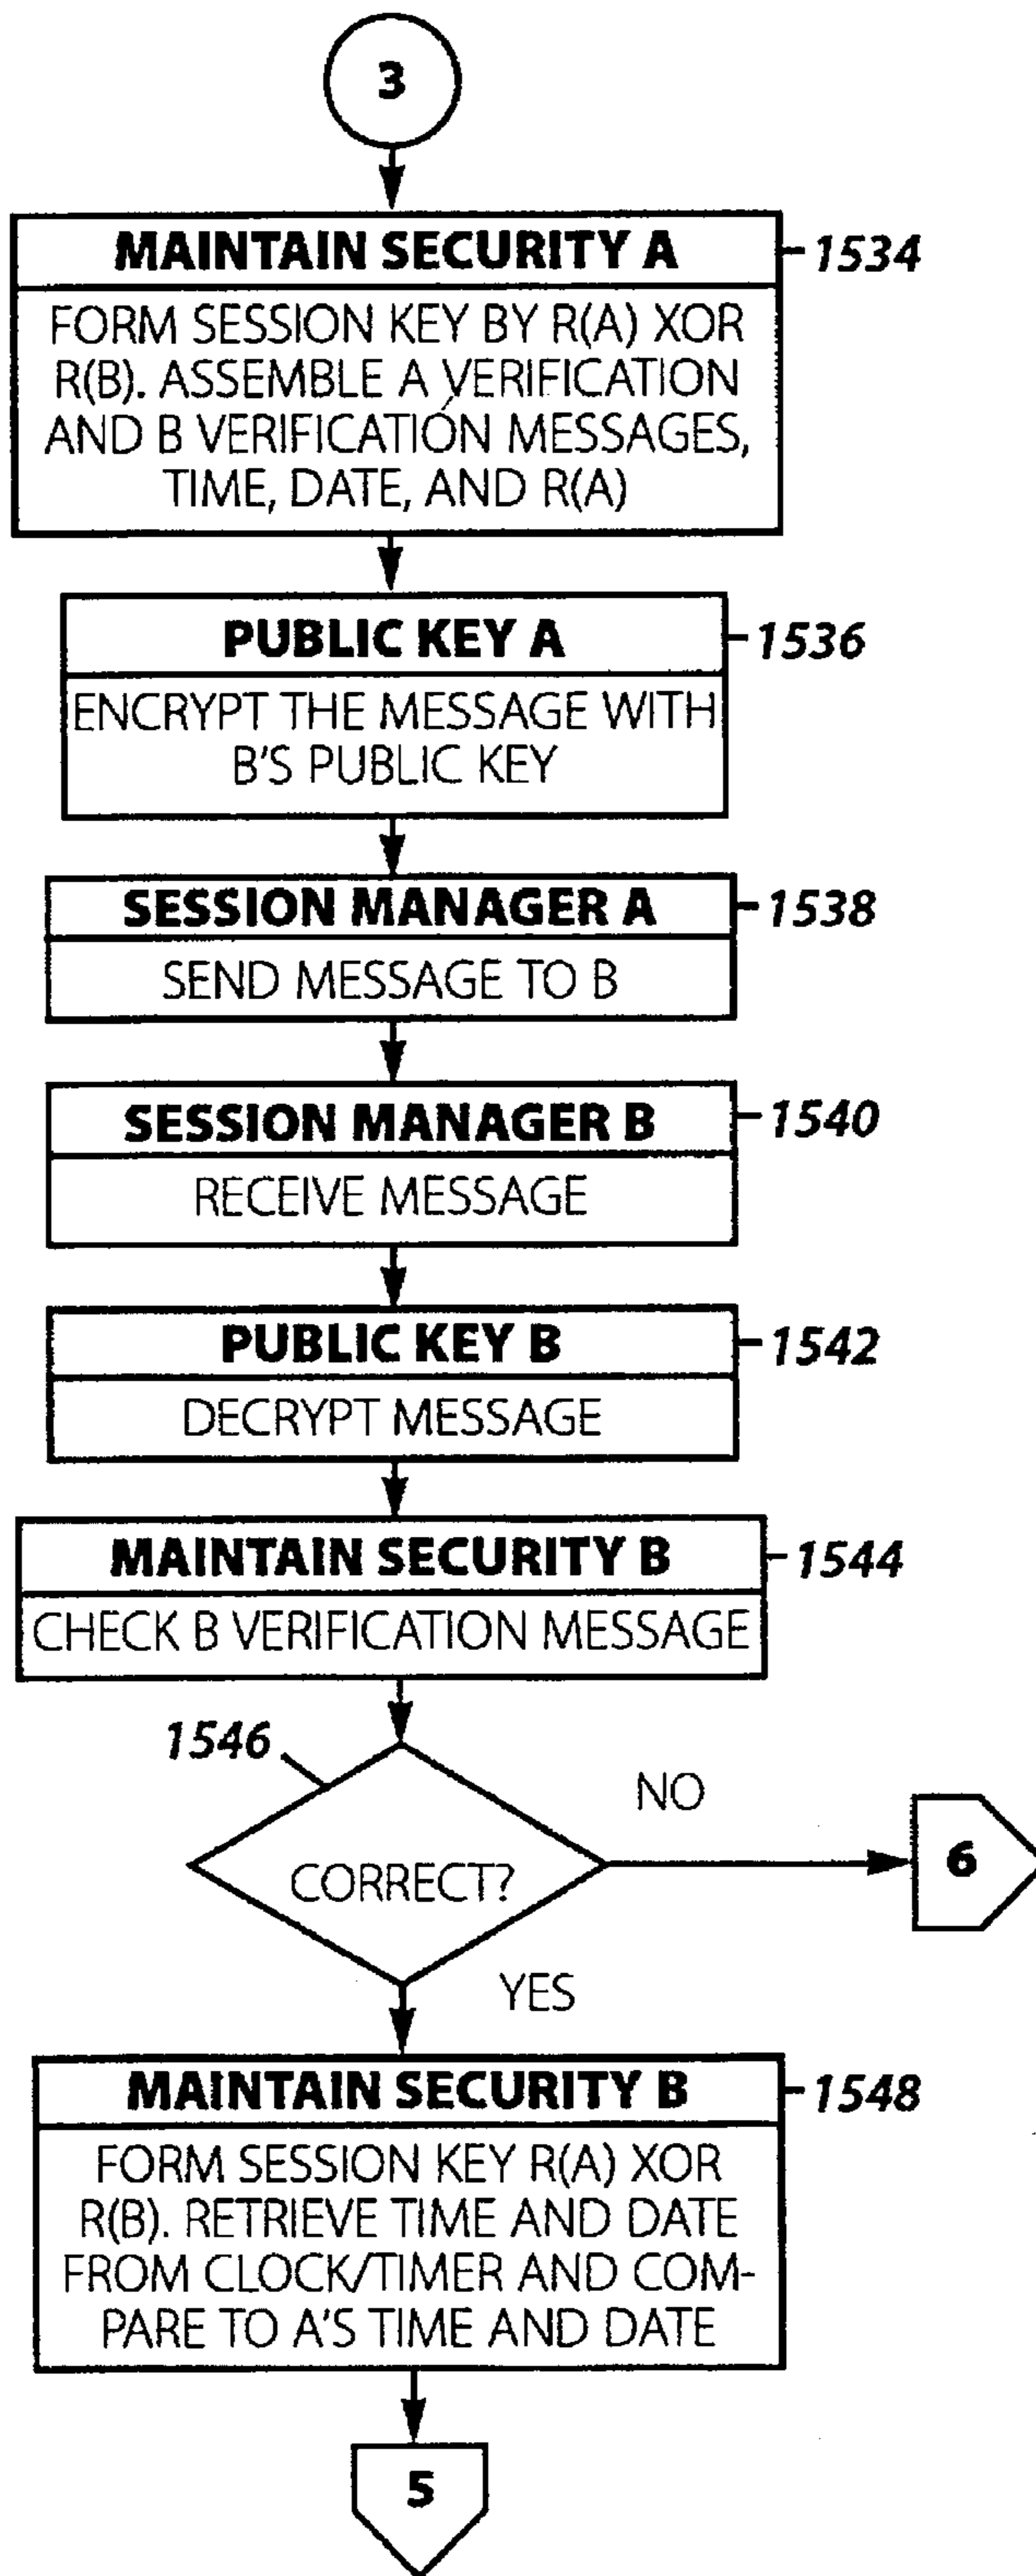 3
MAINTAIN SECURITY A
1534
FORM SESSION KEY BY R(A) XOR
R(B). ASSEMBLE A VERIFICATION
AND B VERIFICATION MESSAGES,
TIME, DATE, AND R(A)
PUBLIC KEY A
1536
ENCRYPT THE MESSAGE WITH
B'S PUBLIC KEY
SESSION MANAGER A
1538
SEND MESSAGE TO B
SESSION MANAGER B
1540
RECEIVE MESSAGE
PUBLIC KEY B
1542
DECRYPT MESSAGE
MAINTAIN SECURITY B
1544
CHECK B VERIFICATION MESSAGE
1546
NO
6
CORRECT?
YES
MAINTAIN SECURITY B
1548
FORM SESSION KEY R(A) XOR
R(B). RETRIEVE TIME AND DATE
FROM CLOCK/TIMER AND COM-
PARE TO A'S TIME AND DATE
5